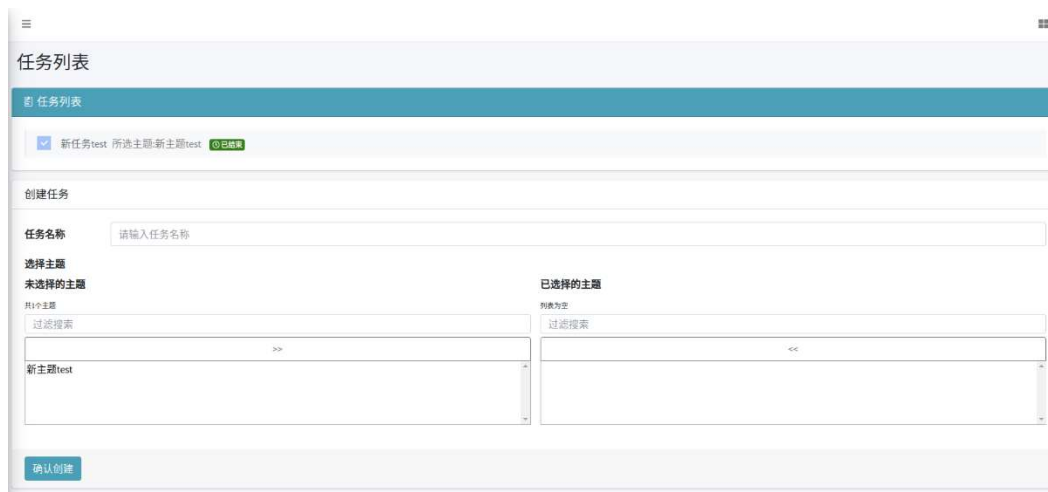 任务列表
任务列表
新任务test 所选主题:新主题test 已结束
创建任务
任务名称 请输入任务名称
选择主题
未选择的主题 已选择的主题
共1个主题 列表为空
过滤搜索 过滤搜索
>> <<
新主题test
确认创建